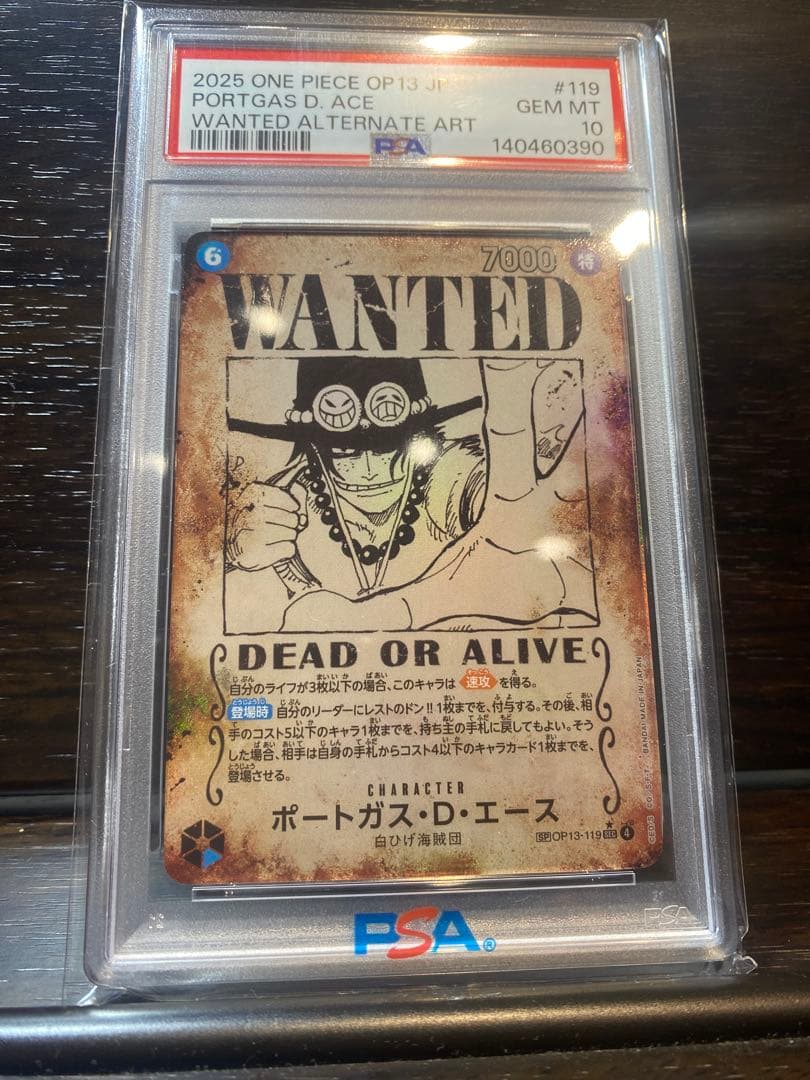 2025 ONE PIECE OP13 JP #119
PORTGAS D. ACE GEM MT
WANTED ALTERNATE ART 10
PSA 140460390
6 7000 特
WANTED
DEAD OR ALIVE
自分のライフが3枚以下の場合、このキャラは 速攻 を得る。
登場時 自分のリーダーにレストのドン!!1枚までを、付与する。その後、相
手のコスト5以下のキャラ1枚までを、持ち主の手札に戻してもよい。そう
した場合、相手は自身の手札からコスト4以下のキャラカード1枚までを、
登場させる。
CHARACTER
ポートガス・D・エース
白ひげ海賊団
SP OP13-119 SEC 4
BANDAI MADE IN JAPAN
PSA